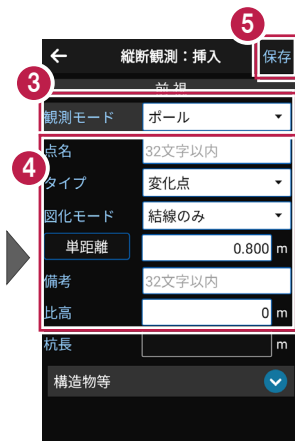 5
← 縦断観測：挿入 保存
前 視
3
観測モード ポール
4
点名 32文字以内
タイプ 変化点
図化モード 結線のみ
単距離 0.800 m
備考 32文字以内
比高 0 m
杭長 m
構造物等